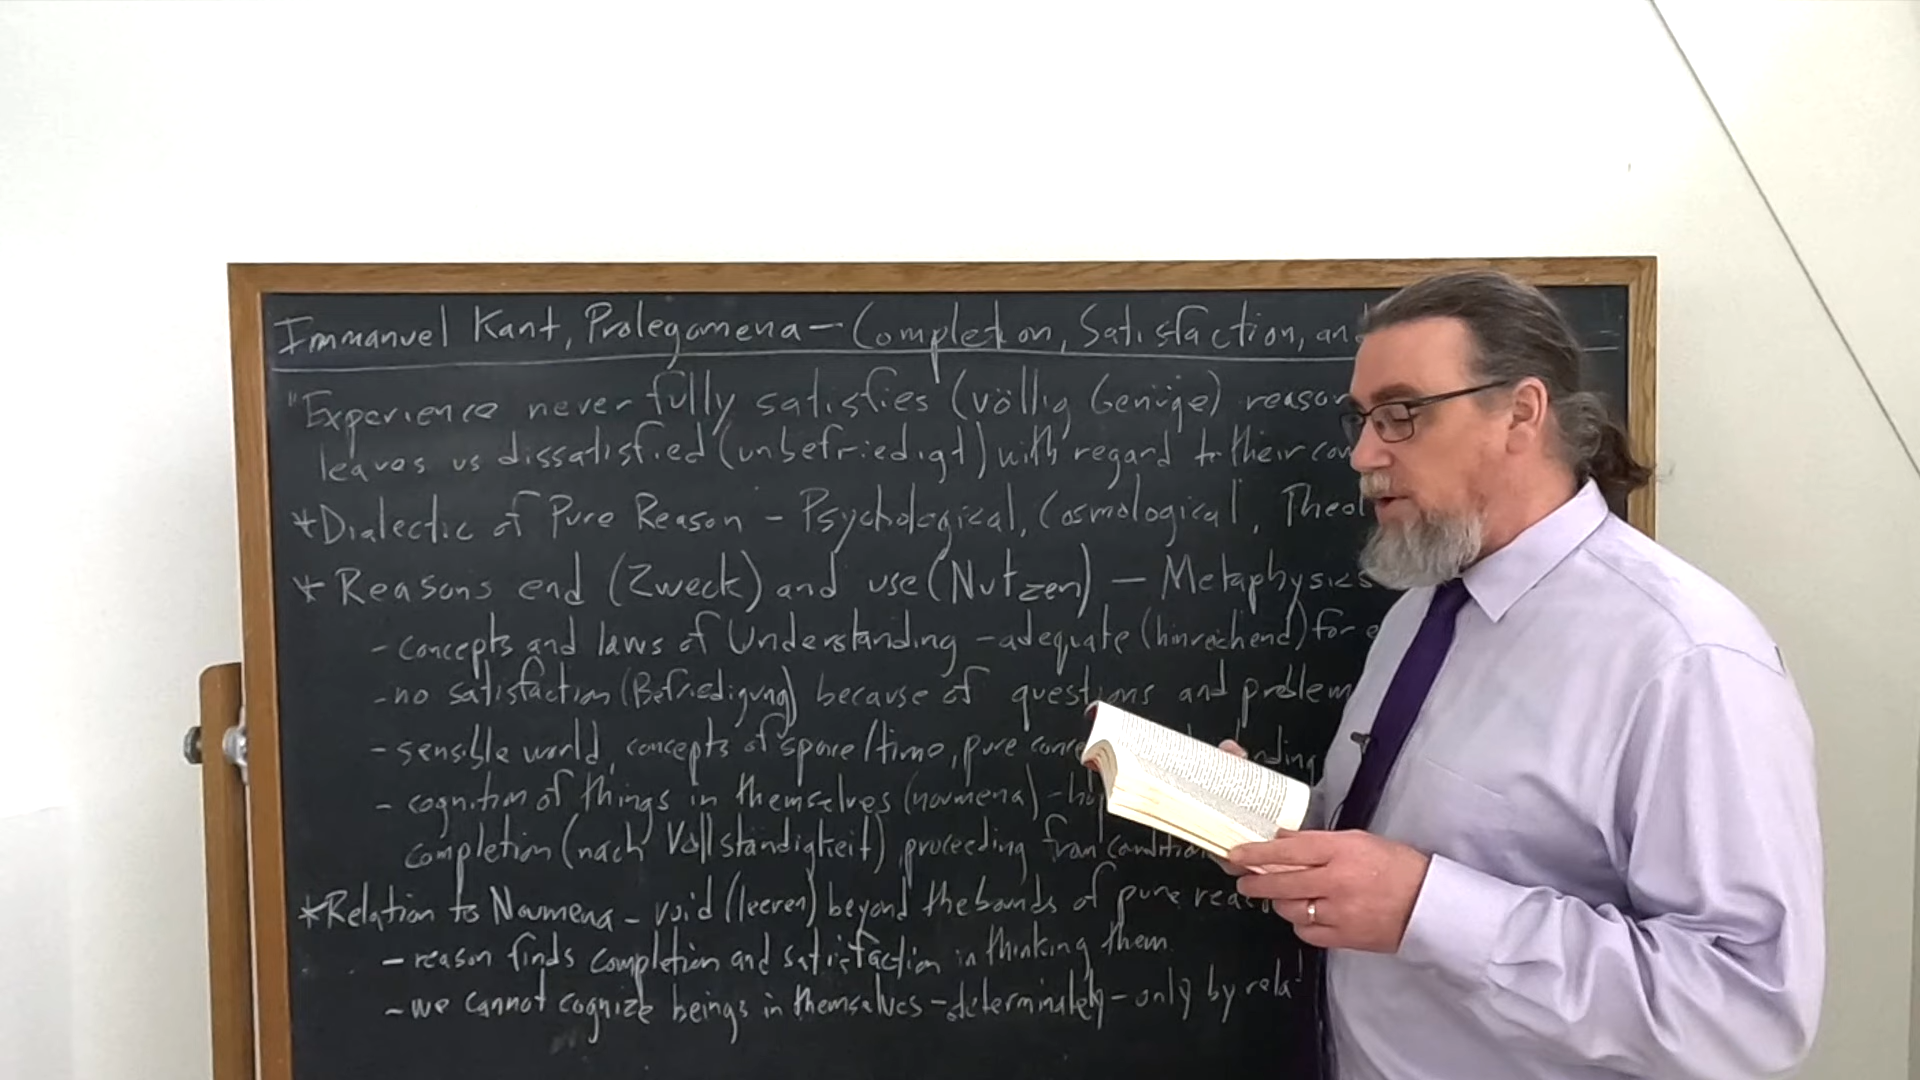 Immanuel Kant, Prolegomena - Completion, Satisfaction, and
"Experience never fully satisfies (völlig Genüge) reason
leaves us dissatisfied (unbefriedigt) with regard to their
*Dialectic of Pure Reason - Psychological, Cosmological,
*Reasons end (Zweck) and use (Nutzen) - Metaphysics
- concepts and laws of Understanding - adequate (hinreichend) for
- no satisfaction (Befriedigung) because of questions and problem
- sensible world, concepts of space/time, pure
- cognition of things in themselves (noumena) -
completion (nach Vollständigkeit) proceeding from
*Relation to Noumena - void (leeren) beyond the bounds of pure
- reason finds completion and satisfaction in thinking them
- we cannot cognize beings in themselves - determinately - only by